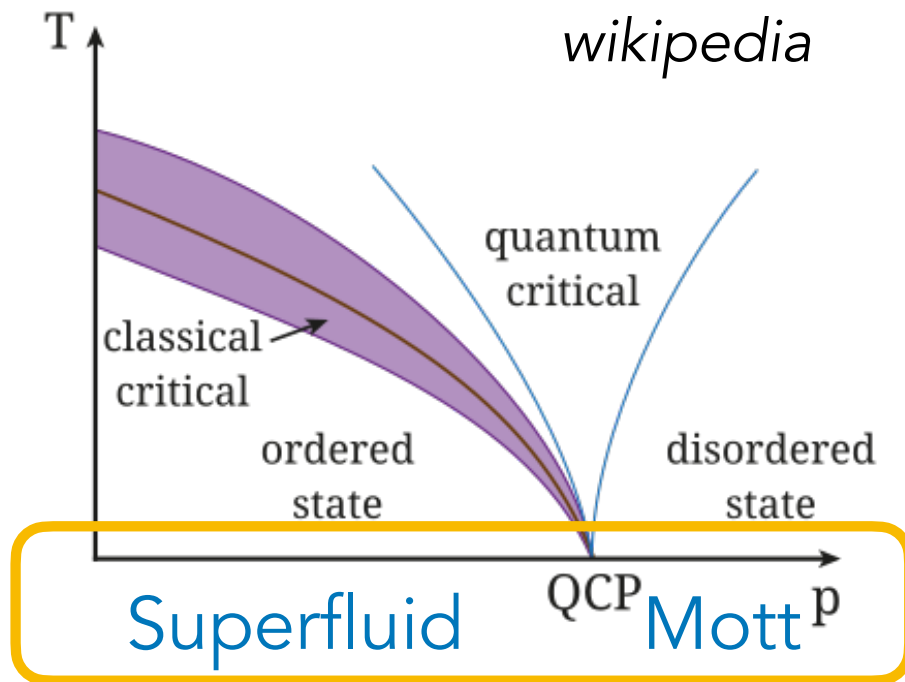 T
wikipedia
quantum
critical
classical
critical
ordered
state
disordered
state
QCP
p
Superfluid
Mott